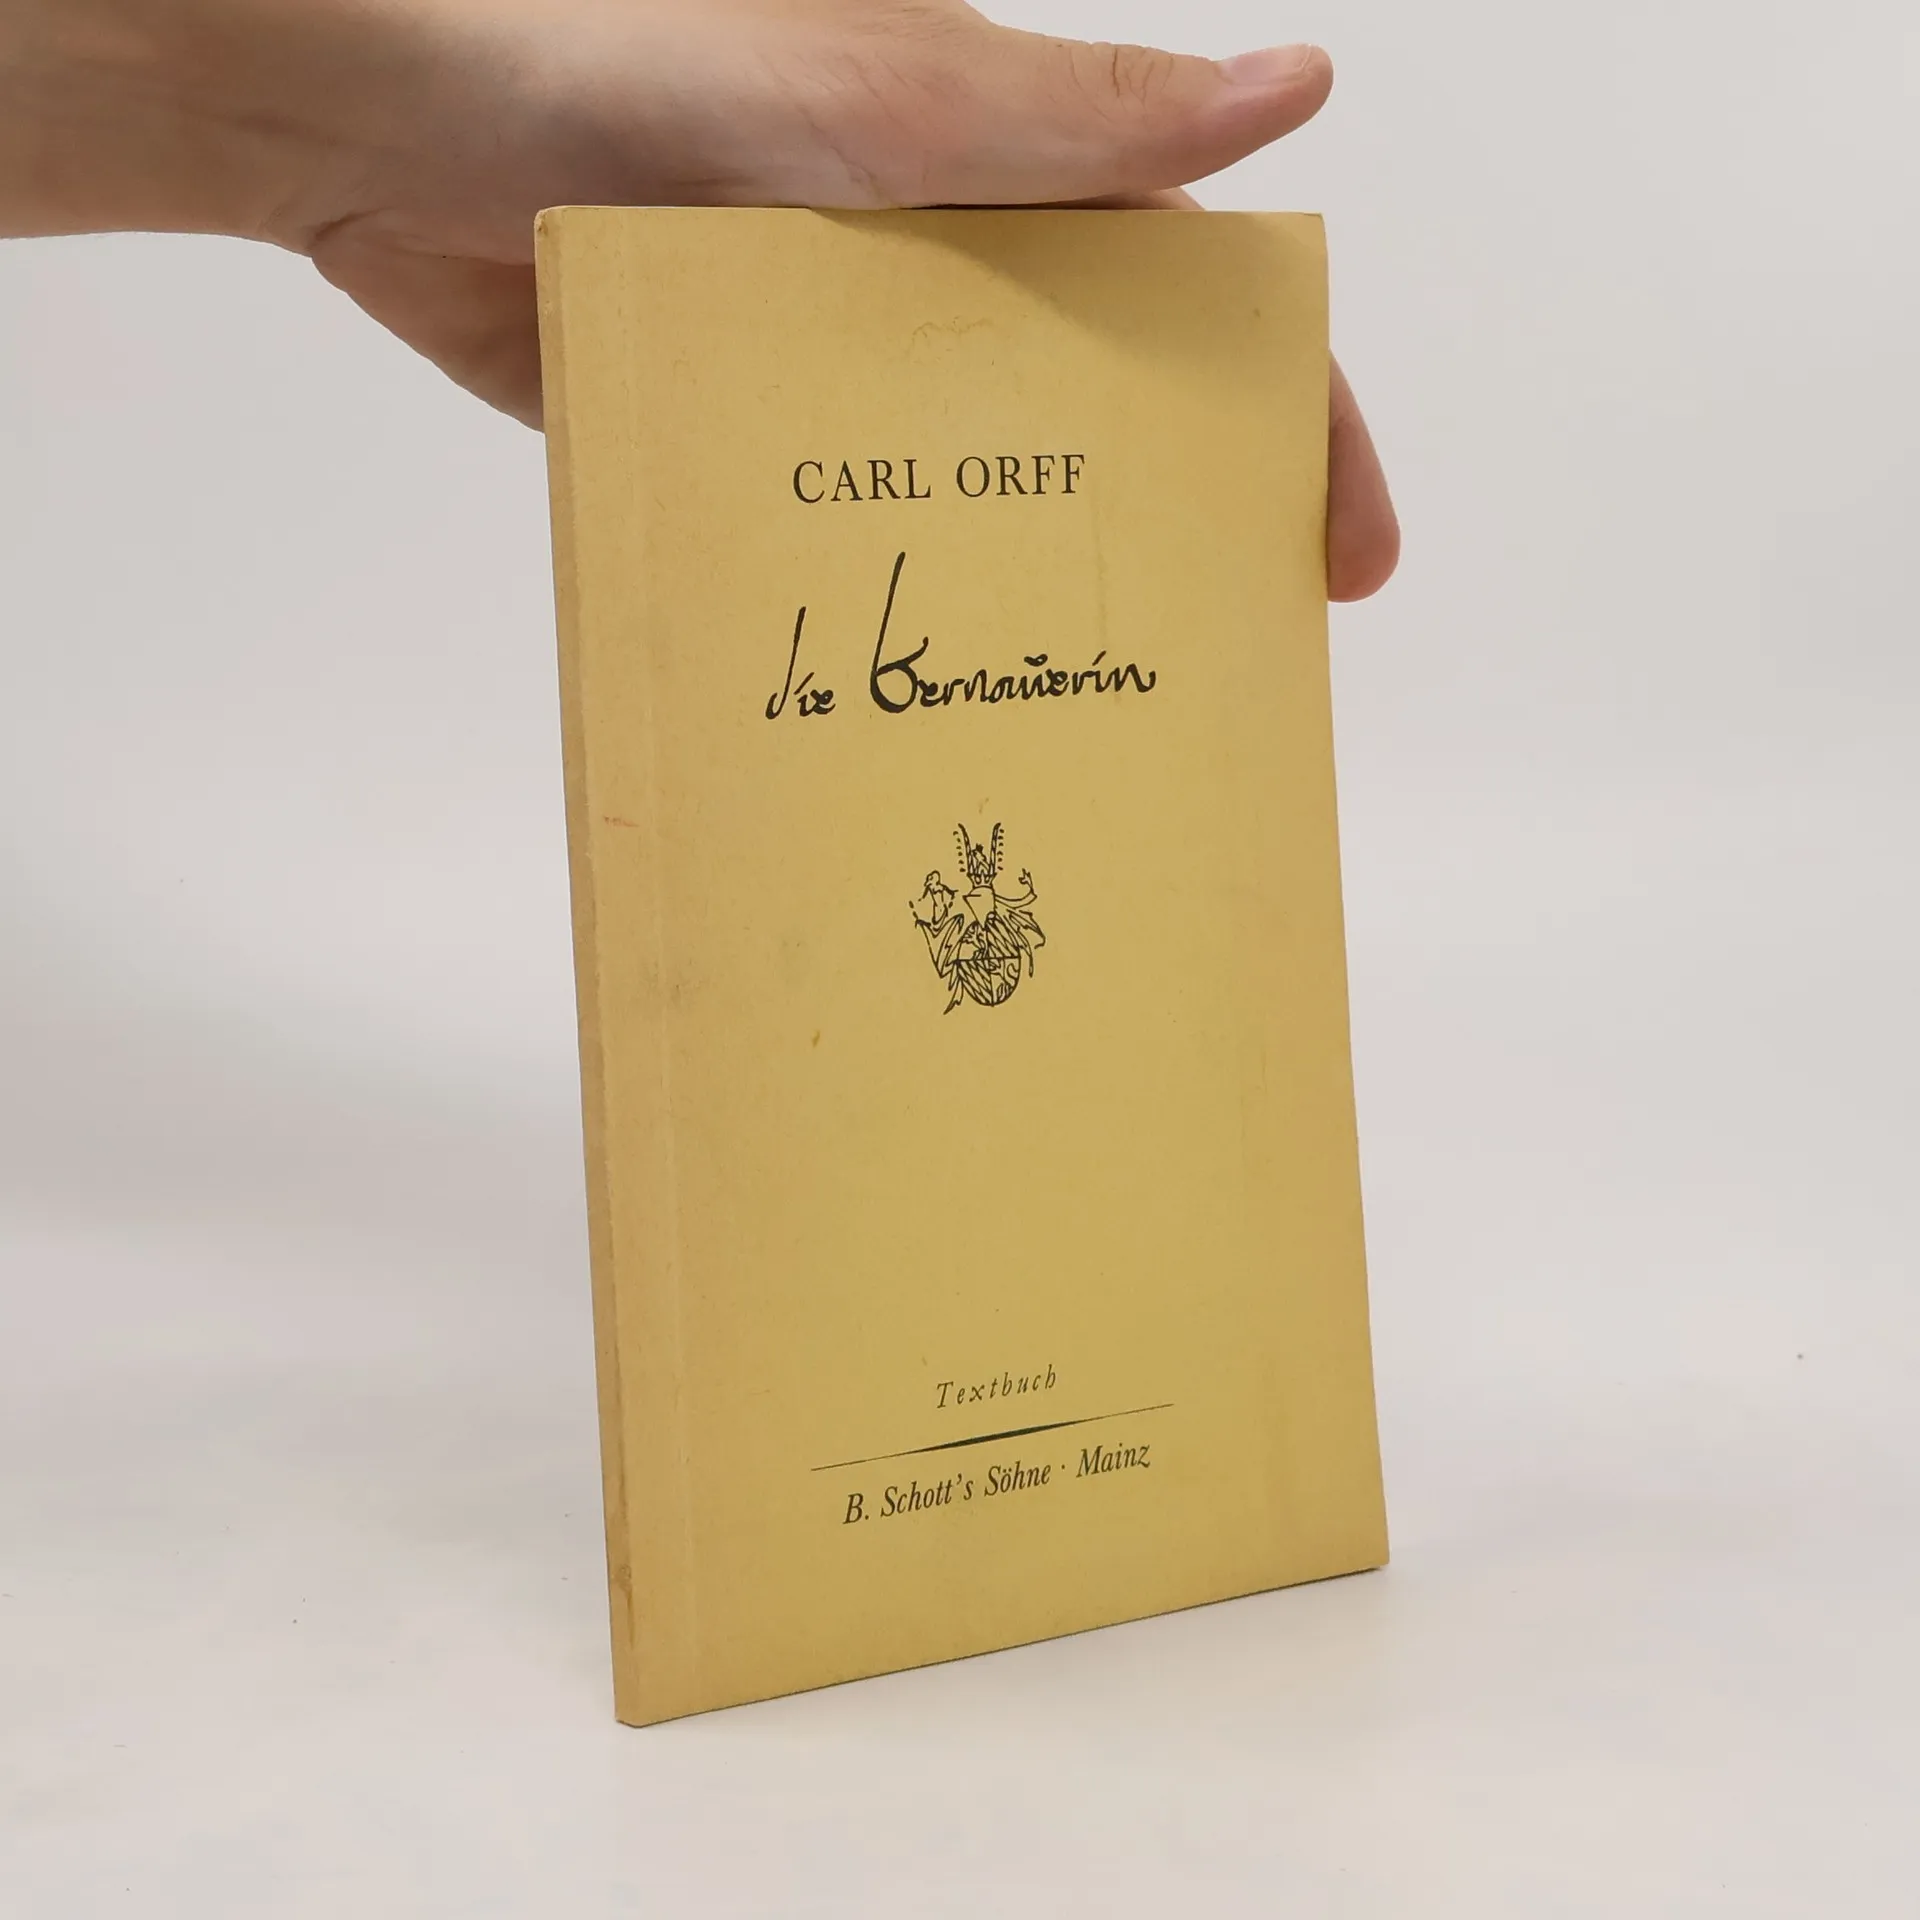 CARL ORFF
die bernauerin
Textbuch
B. Schott's Söhne · Mainz